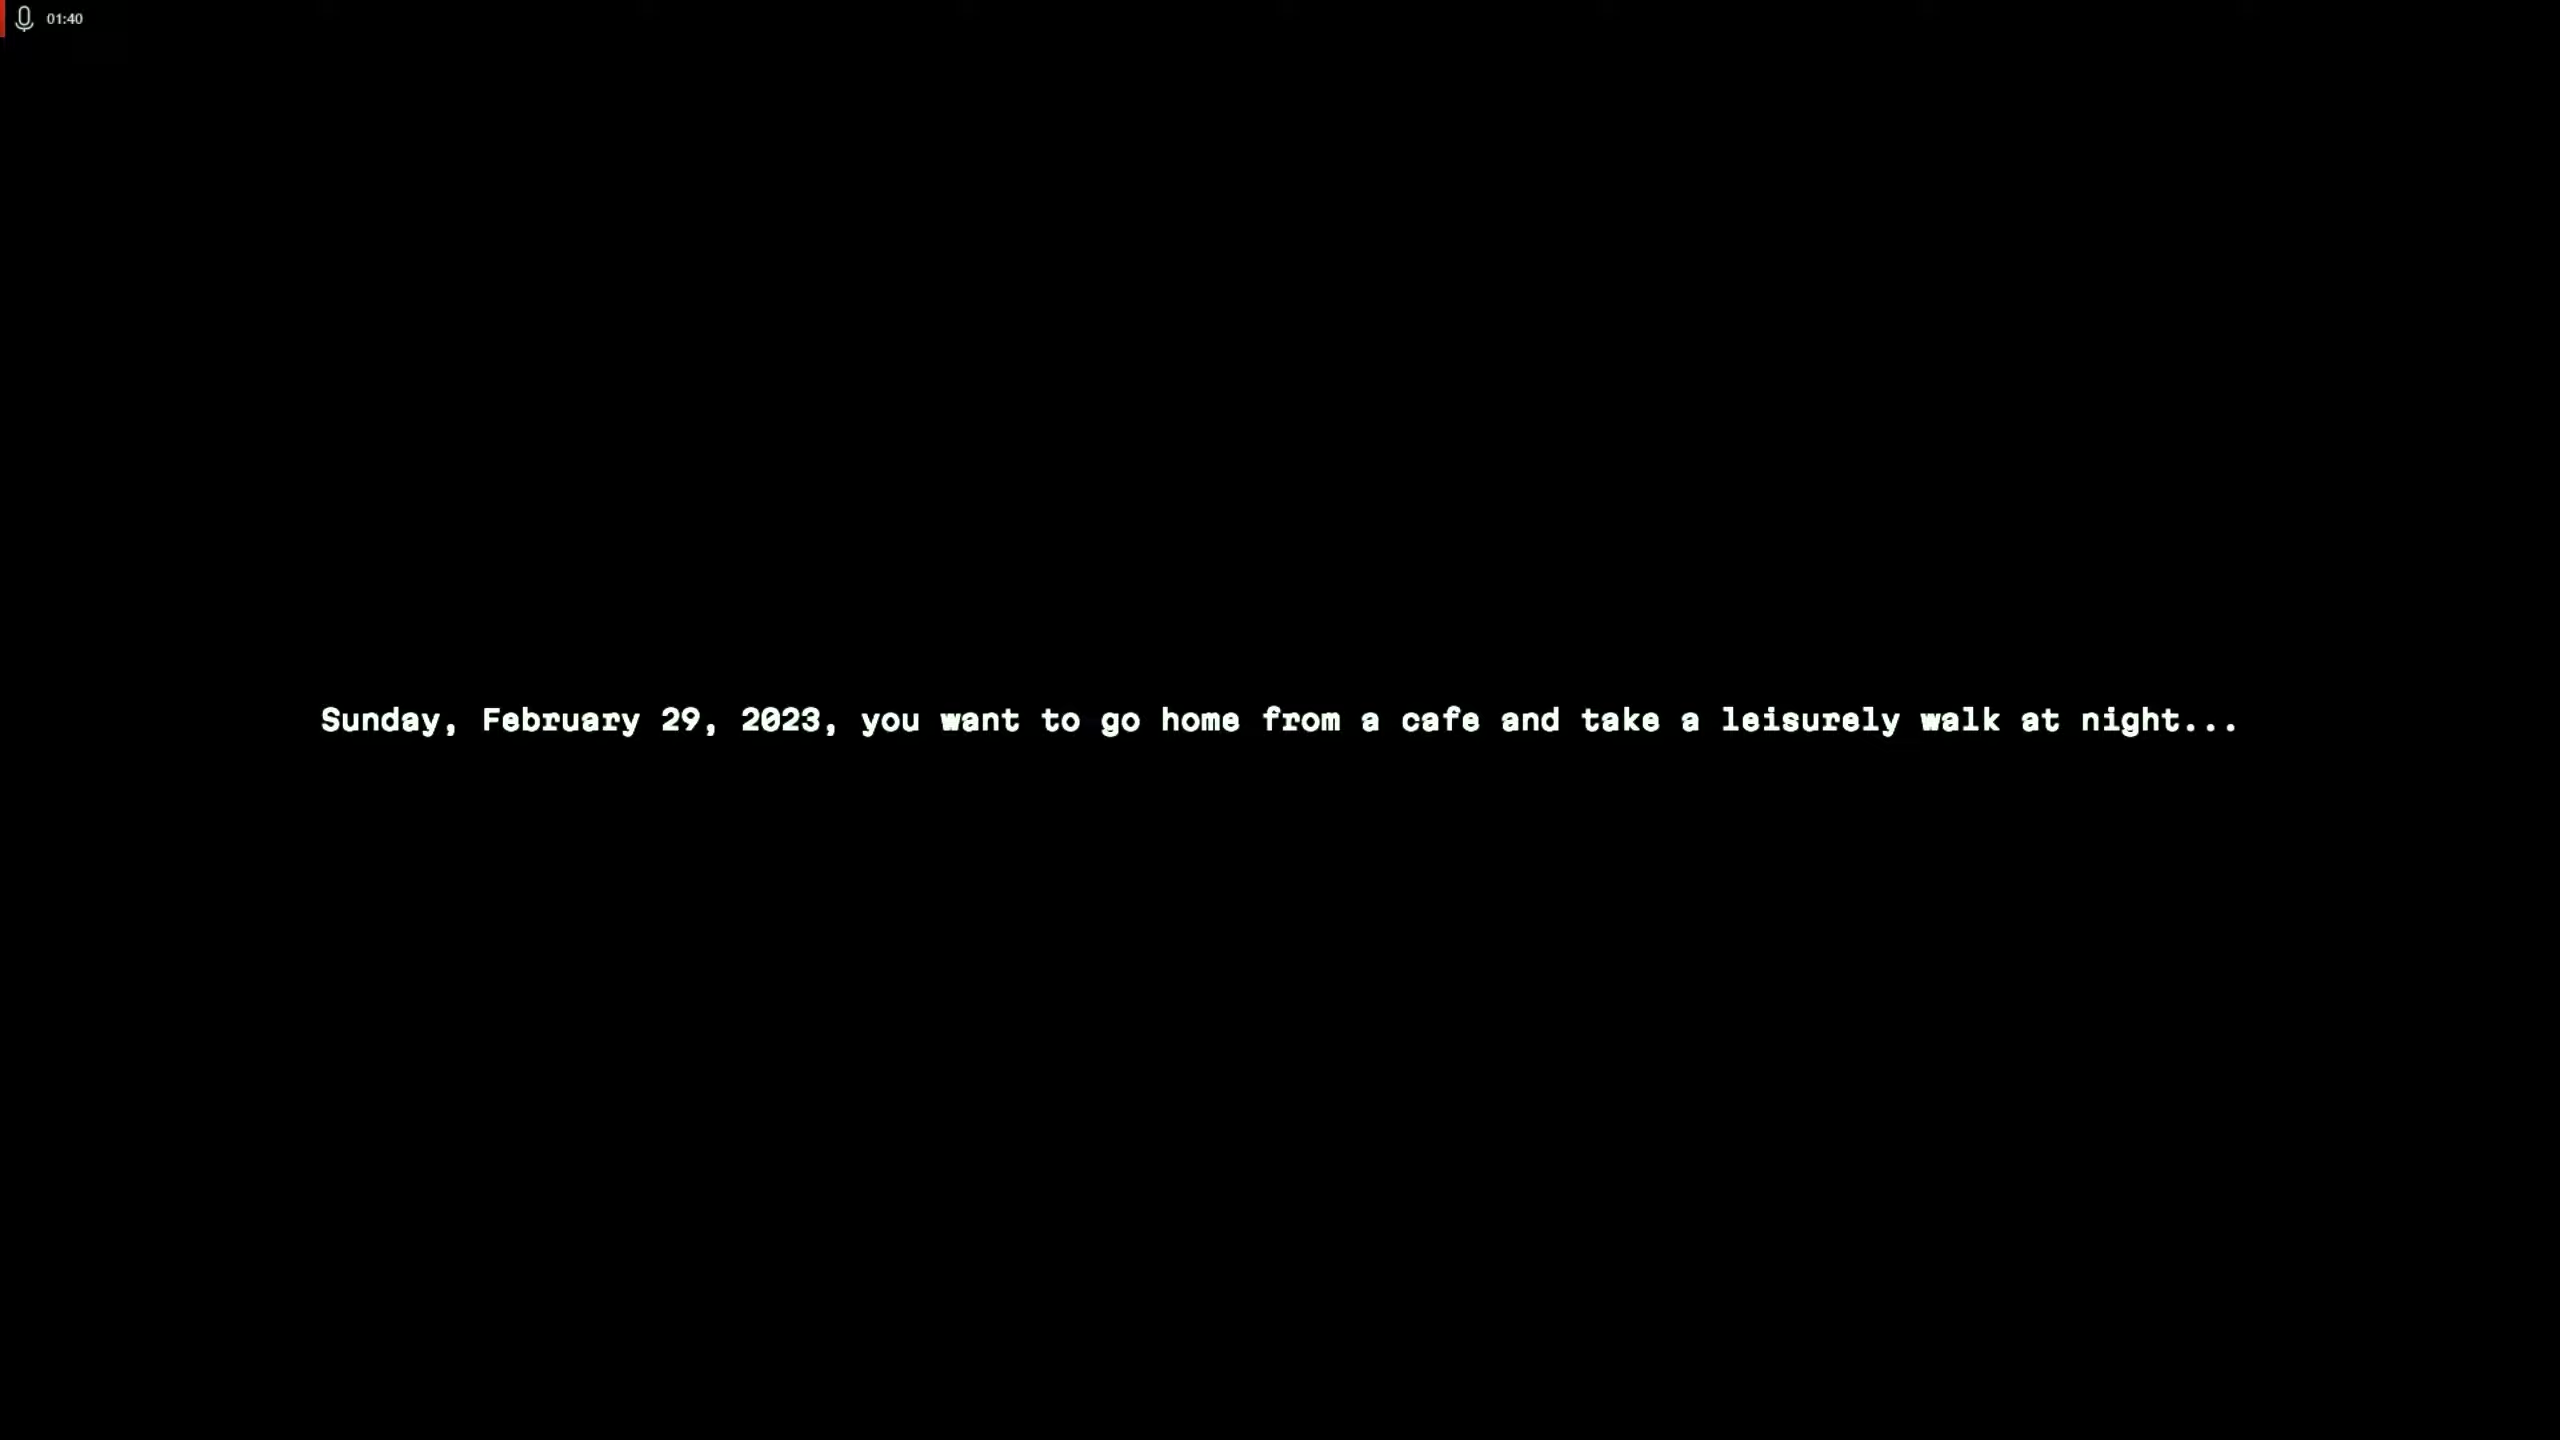 01:40
Sunday, February 29, 2023, you want to go home from a cafe and take a leisurely walk at night...